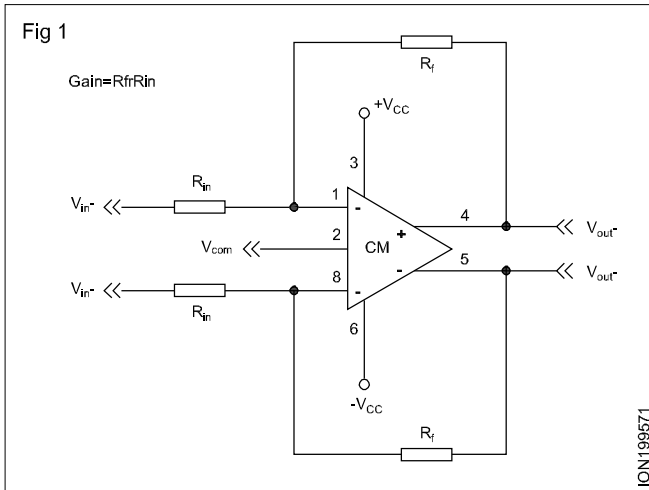 Fig 1
Gain=RfrRin
Rf
+VCC
3
Rin
Vin-
1
-
4
+
Vout-
Vcom
2
CM
5
-
Vout-
8
-
Vin-
Rin
6
-VCC
Rf
ION199571